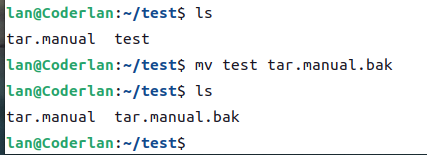 lan@Coderlan:~/test$ ls
tar.manual  test
lan@Coderlan:~/test$ mv test tar.manual.bak
lan@Coderlan:~/test$ ls
tar.manual  tar.manual.bak
lan@Coderlan:~/test$